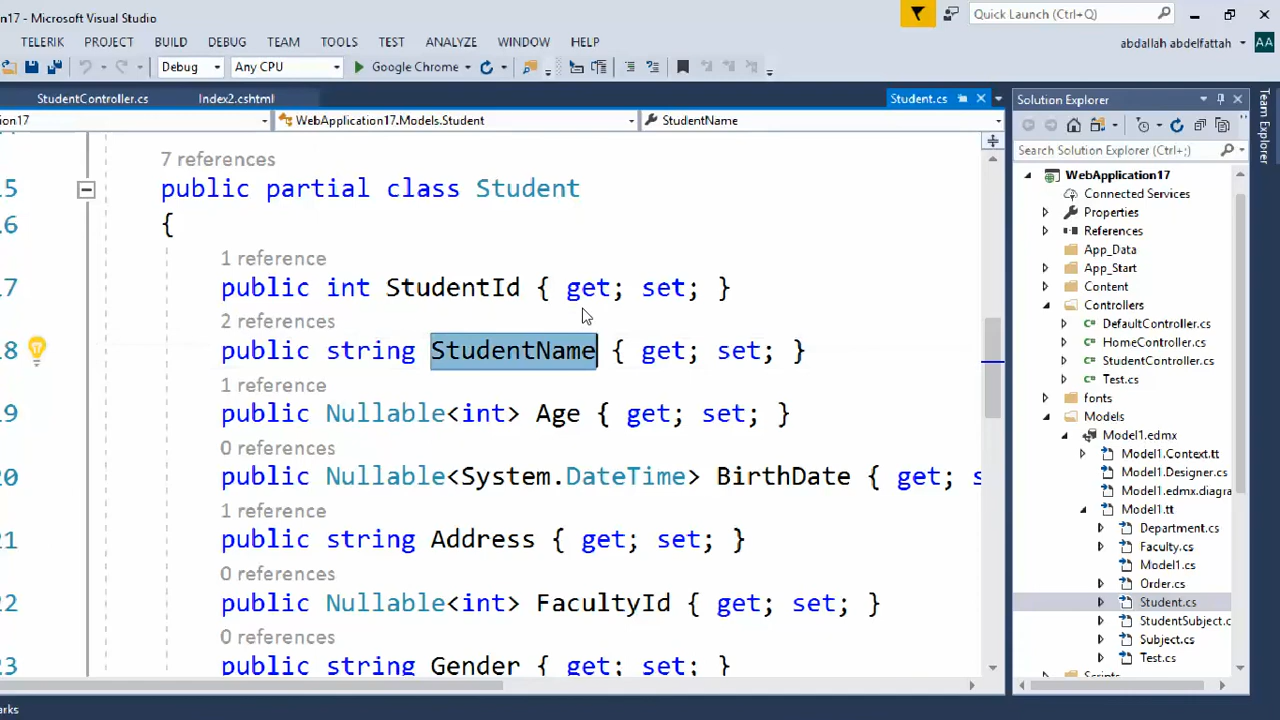 n17 - Microsoft Visual Studio
Quick Launch (Ctrl+Q)
TELERIK PROJECT BUILD DEBUG TEAM TOOLS TEST ANALYZE WINDOW HELP
abdallah abdelfattah AA
Debug Any CPU Google Chrome
StudentController.cs Index2.cshtml Student.cs
on17 WebApplication17.Models.Student StudentName
7 references
15 public partial class Student
16 {
1 reference
17 public int StudentId { get; set; }
2 references
18 public string StudentName { get; set; }
1 reference
19 public Nullable<int> Age { get; set; }
0 references
20 public Nullable<System.DateTime> BirthDate { get; s
1 reference
21 public string Address { get; set; }
0 references
22 public Nullable<int> FacultyId { get; set; }
0 references
23 public string Gender { get; set; }
arks
Solution Explorer
Search Solution Explorer (Ctrl+;)
WebApplication17
Connected Services
Properties
References
App_Data
App_Start
Content
Controllers
DefaultController.cs
HomeController.cs
StudentController.cs
Test.cs
fonts
Models
Model1.edmx
Model1.Context.tt
Model1.Designer.cs
Model1.edmx.diagra
Model1.tt
Department.cs
Faculty.cs
Model1.cs
Order.cs
Student.cs
StudentSubject.c
Subject.cs
Test.cs
Scripts
Team Explorer